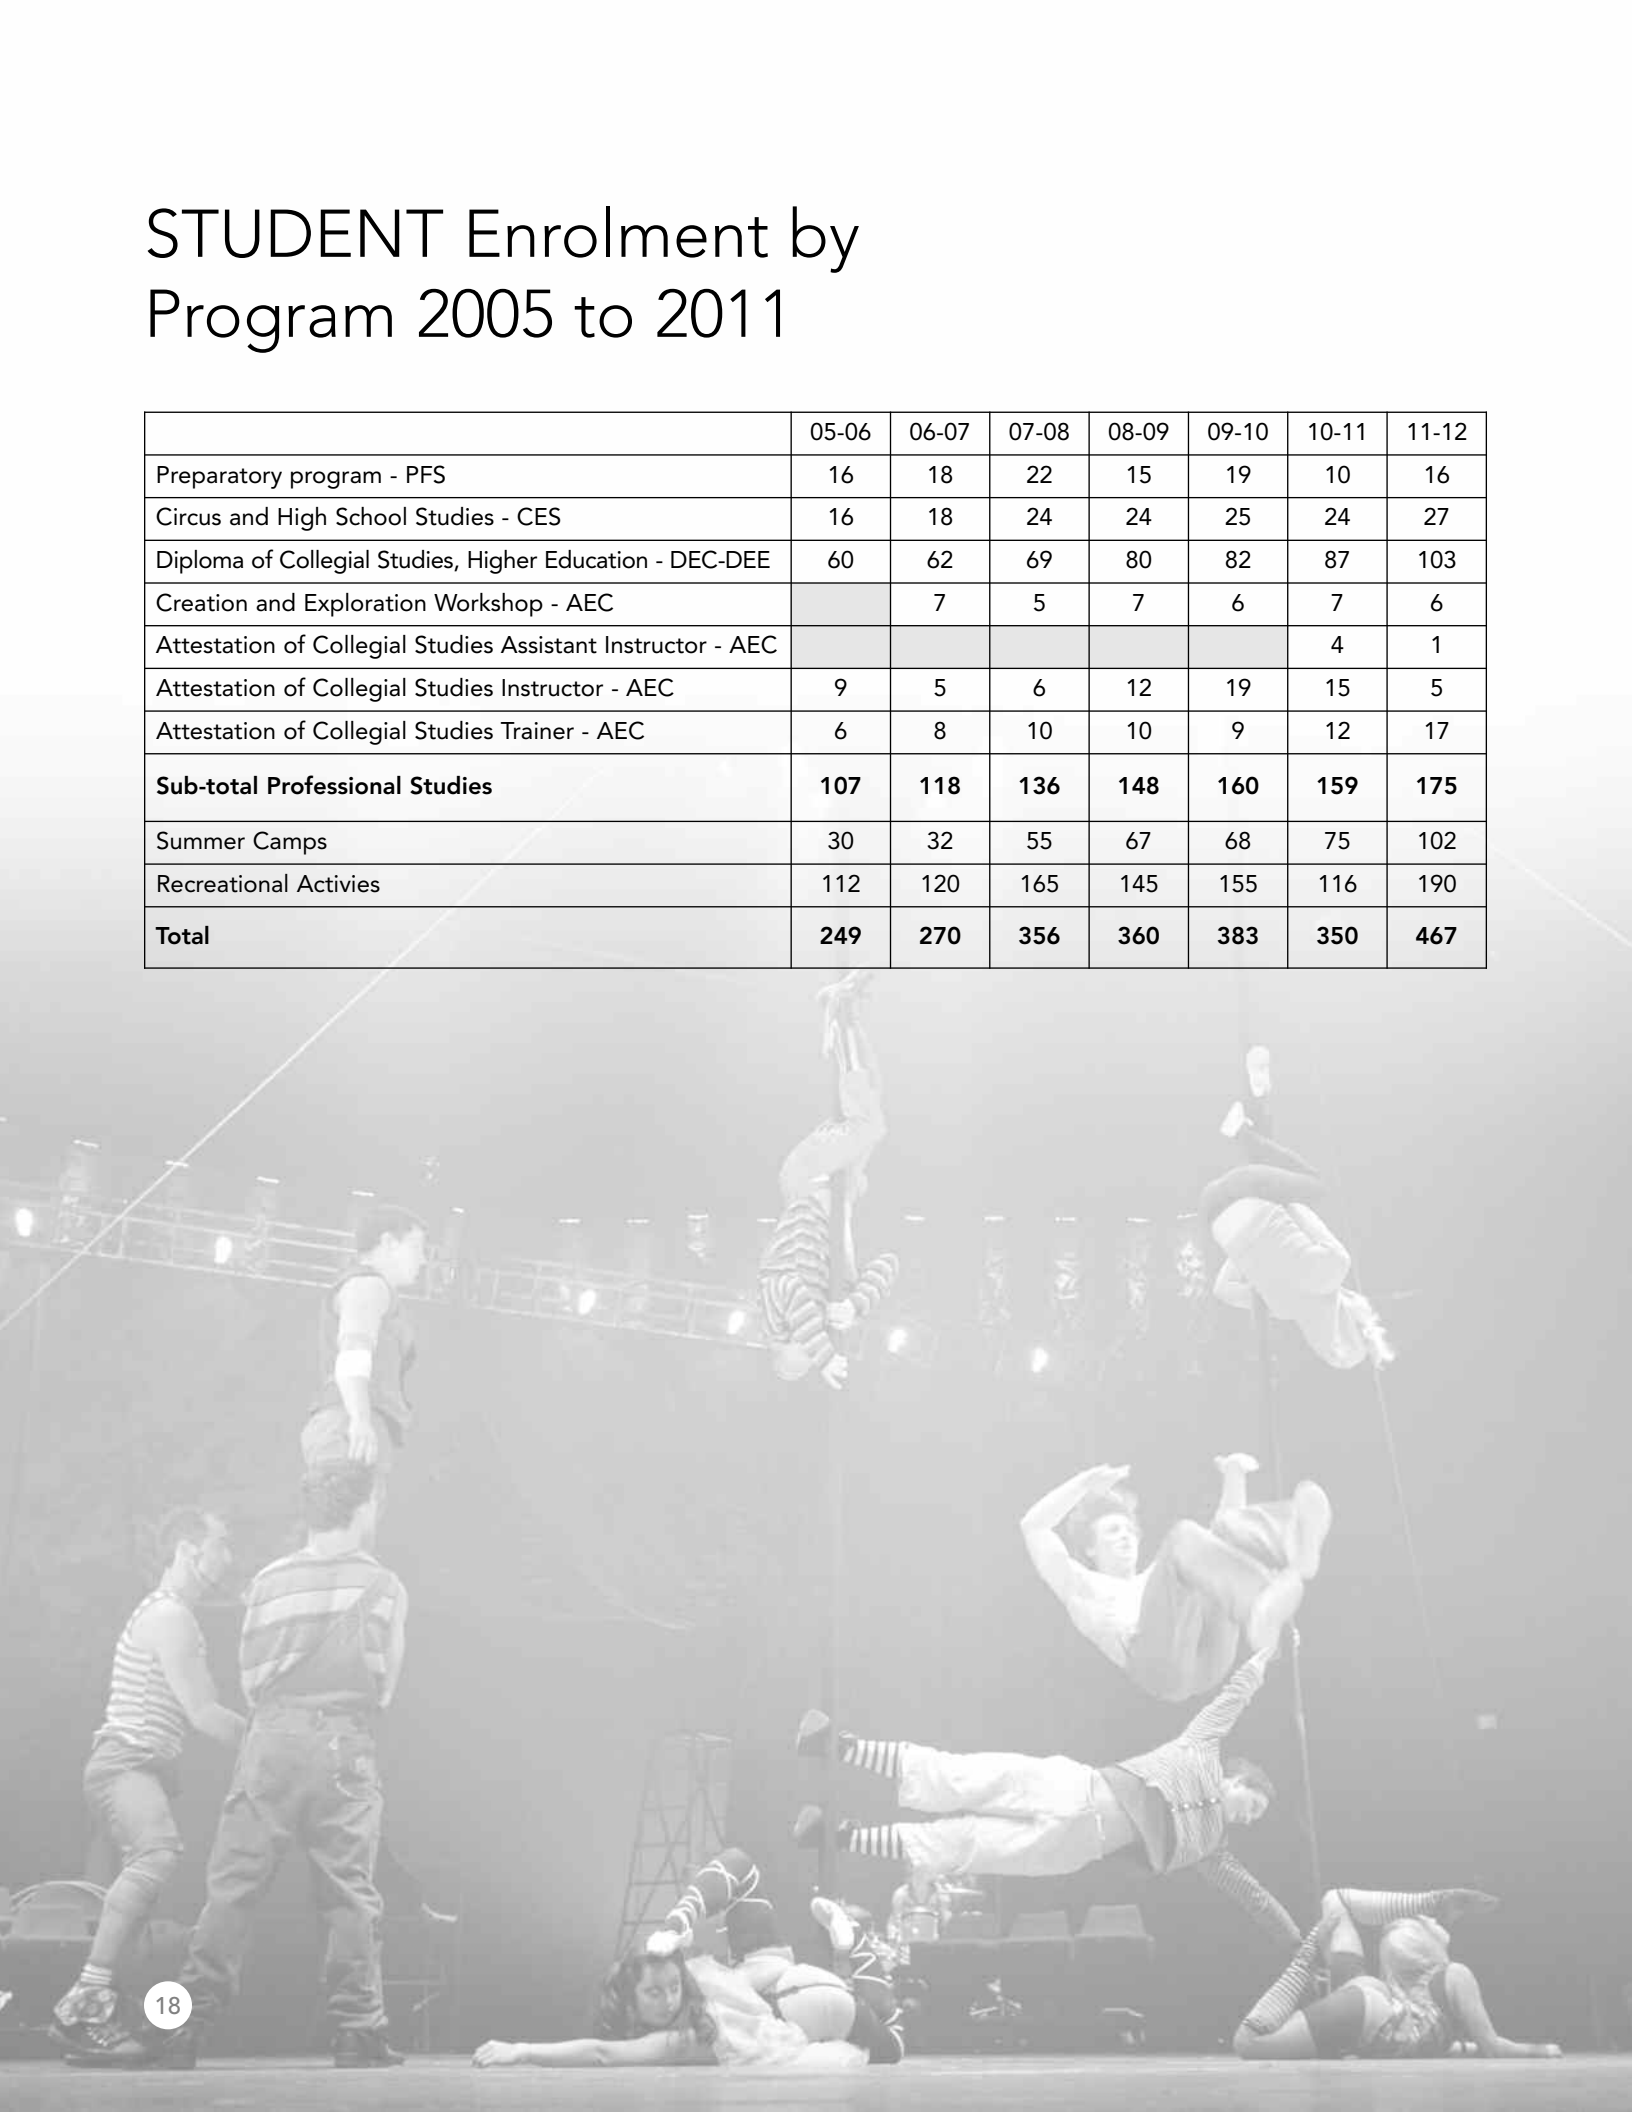 STUDENT Enrolment by
Program 2005 to 2011
05-06 06-07 07-08 08-09 09-10 10-11 11-12
Preparatory program - PFS 16 18 22 15 19 10 16
Circus and High School Studies - CES 16 18 24 24 25 24 27
Diploma of Collegial Studies, Higher Education - DEC-DEE 60 62 69 80 82 87 103
Creation and Exploration Workshop - AEC 7 5 7 6 7 6
Attestation of Collegial Studies Assistant Instructor - AEC 4 1
Attestation of Collegial Studies Instructor - AEC 9 5 6 12 19 15 5
Attestation of Collegial Studies Trainer - AEC 6 8 10 10 9 12 17
Sub-total Professional Studies 107 118 136 148 160 159 175
Summer Camps 30 32 55 67 68 75 102
Recreational Activies 112 120 165 145 155 116 190
Total 249 270 356 360 383 350 467
18